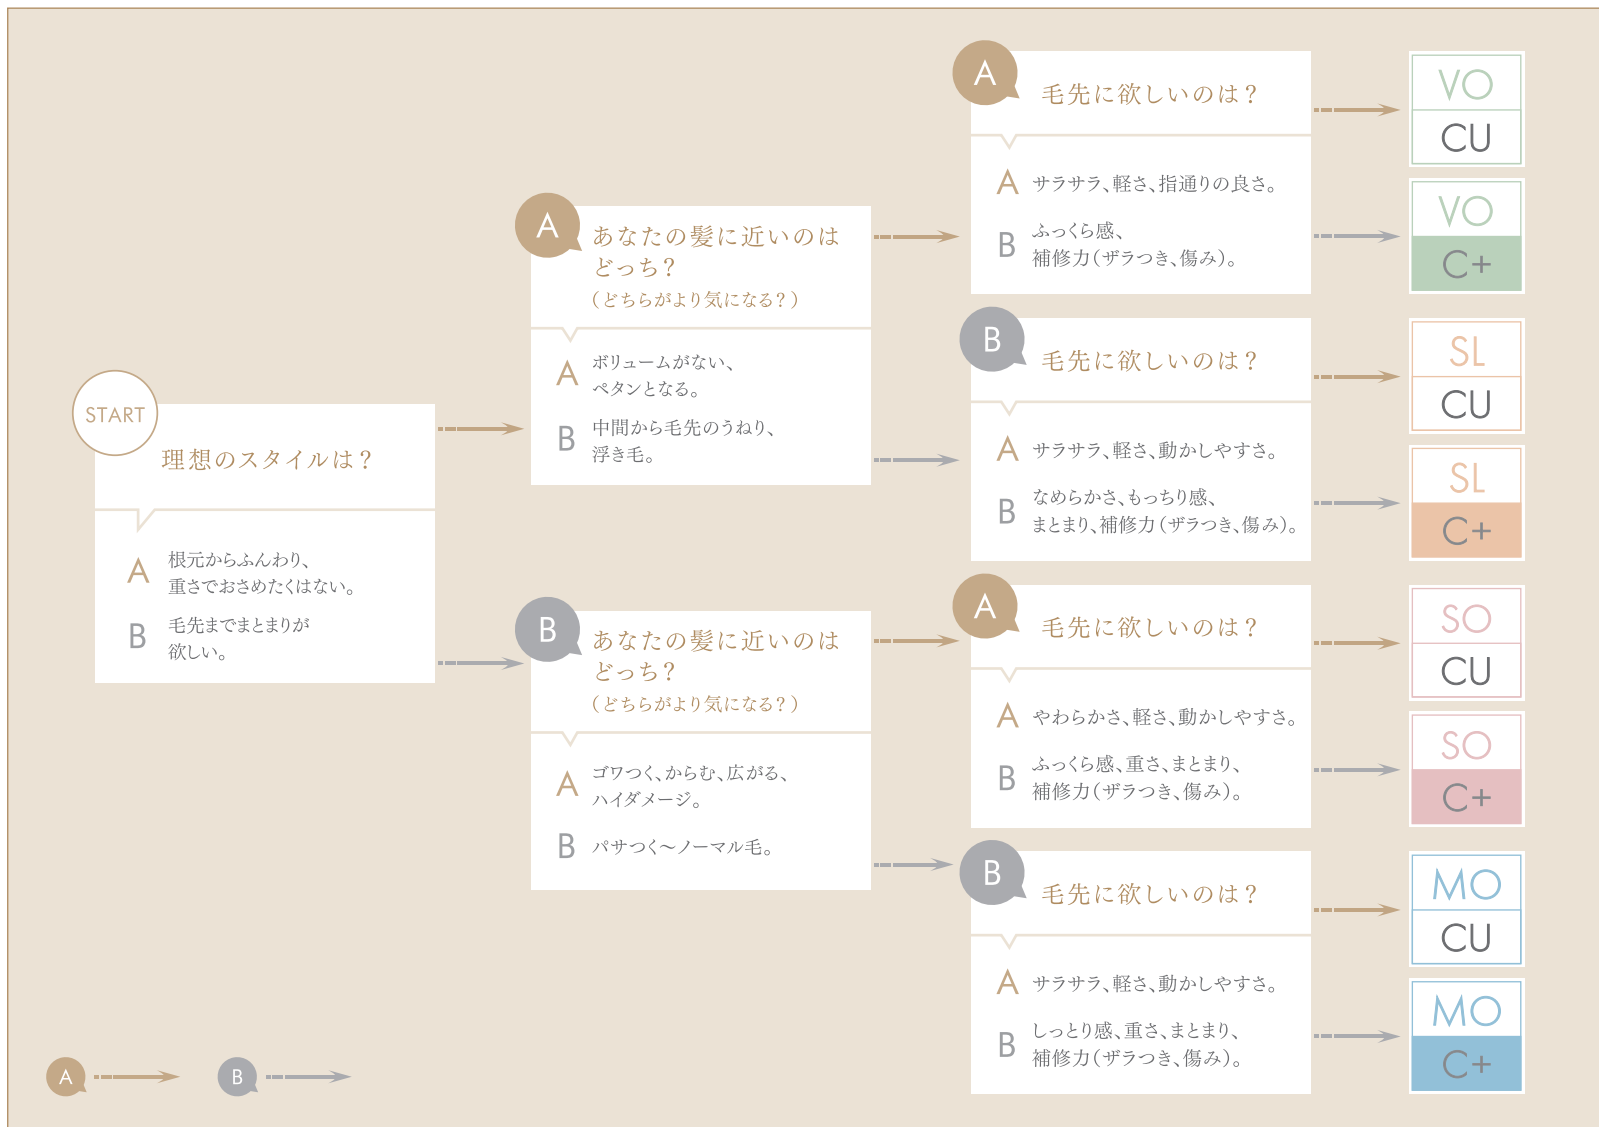 START
理想のスタイルは？
A
根元からふんわり、
重さでおさめたくはない。
B
毛先までまとまりが
欲しい。
A
あなたの髪に近いのは
どっち？
（どちらがより気になる？）
A
ボリュームがない、
ペタンとなる。
B
中間から毛先のうねり、
浮き毛。
B
あなたの髪に近いのは
どっち？
（どちらがより気になる？）
A
ゴワつく、からむ、広がる、
ハイダメージ。
B
パサつく〜ノーマル毛。
A
毛先に欲しいのは？
A
サラサラ、軽さ、指通りの良さ。
B
ふっくら感、
補修力（ザラつき、傷み）。
VO
CU
VO
C+
B
毛先に欲しいのは？
A
サラサラ、軽さ、動かしやすさ。
B
なめらかさ、もっちり感、
まとまり、補修力（ザラつき、傷み）。
SL
CU
SL
C+
A
毛先に欲しいのは？
A
やわらかさ、軽さ、動かしやすさ。
B
ふっくら感、重さ、まとまり、
補修力（ザラつき、傷み）。
SO
CU
SO
C+
B
毛先に欲しいのは？
A
サラサラ、軽さ、動かしやすさ。
B
しっとり感、重さ、まとまり、
補修力（ザラつき、傷み）。
MO
CU
MO
C+
A
B